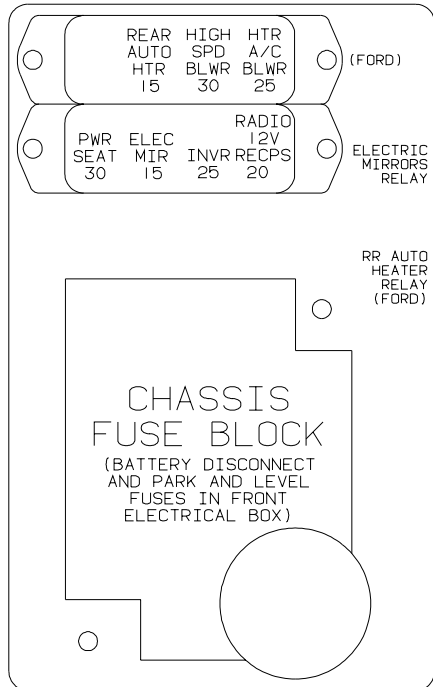 REAR HIGH HTR
AUTO SPD A/C
HTR BLWR BLWR
15 30 25
(FORD)
RADIO
PWR ELEC 12V
SEAT MIR INVR RECPS
30 15 25 20
ELECTRIC
MIRRORS
RELAY
RR AUTO
HEATER
RELAY
(FORD)
CHASSIS
FUSE BLOCK
(BATTERY DISCONNECT
AND PARK AND LEVEL
FUSES IN FRONT
ELECTRICAL BOX)